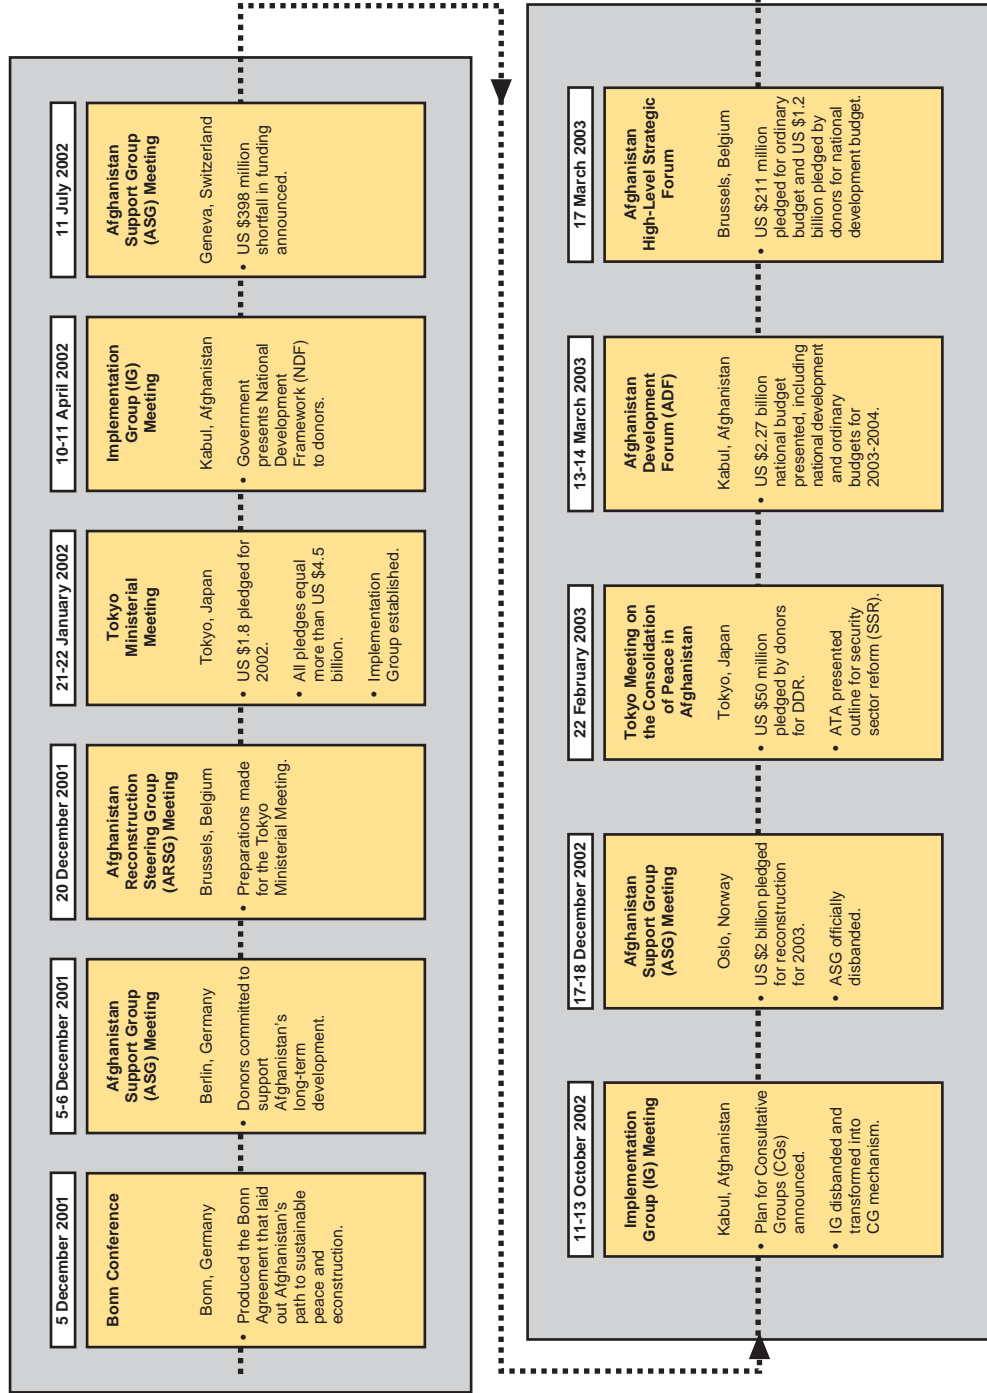 5 December 2001
Bonn Conference
Bonn, Germany
• Produced the Bonn
Agreement that laid
out Afghanistan's
path to sustainable
peace and
econstruction.
5-6 December 2001
Afghanistan
Support Group
(ASG) Meeting
Berlin, Germany
• Donors committed to
support
Afghanistan's
long-term
development.
20 December 2001
Afghanistan
Reconstruction
Steering Group
(ARSG) Meeting
Brussels, Belgium
• Preparations made
for the Tokyo
Ministerial Meeting.
21-22 January 2002
Tokyo
Ministerial
Meeting
Tokyo, Japan
• US $1.8 pledged for
2002.
• All pledges equal
more than US $4.5
billion.
• Implementation
Group established.
10-11 April 2002
Implementation
Group (IG)
Meeting
Kabul, Afghanistan
• Government
presents National
Development
Framework (NDF)
to donors.
11 July 2002
Afghanistan
Support Group
(ASG) Meeting
Geneva, Switzerland
• US $398 million
shortfall in funding
announced.
11-13 October 2002
Implementation
Group (IG) Meeting
Kabul, Afghanistan
• Plan for Consultative
Groups (CGs)
announced.
• IG disbanded and
transformed into
CG mechanism.
17-18 December 2002
Afghanistan
Support Group
(ASG) Meeting
Oslo, Norway
• US $2 billion pledged
for reconstruction
for 2003.
• ASG officially
disbanded.
22 February 2003
Tokyo Meeting on
the Consolidation
of Peace in
Afghanistan
Tokyo, Japan
• US $50 million
pledged by donors
for DDR.
• ATA presented
outline for security
sector reform (SSR).
13-14 March 2003
Afghanistan
Development
Forum (ADF)
Kabul, Afghanistan
• US $2.27 billion
national budget
presented, including
national development
and ordinary
budgets for
2003-2004.
17 March 2003
Afghanistan
High-Level Strategic
Forum
Brussels, Belgium
• US $211 million
pledged for ordinary
budget and US $1.2
billion pledged by
donors for national
development budget.